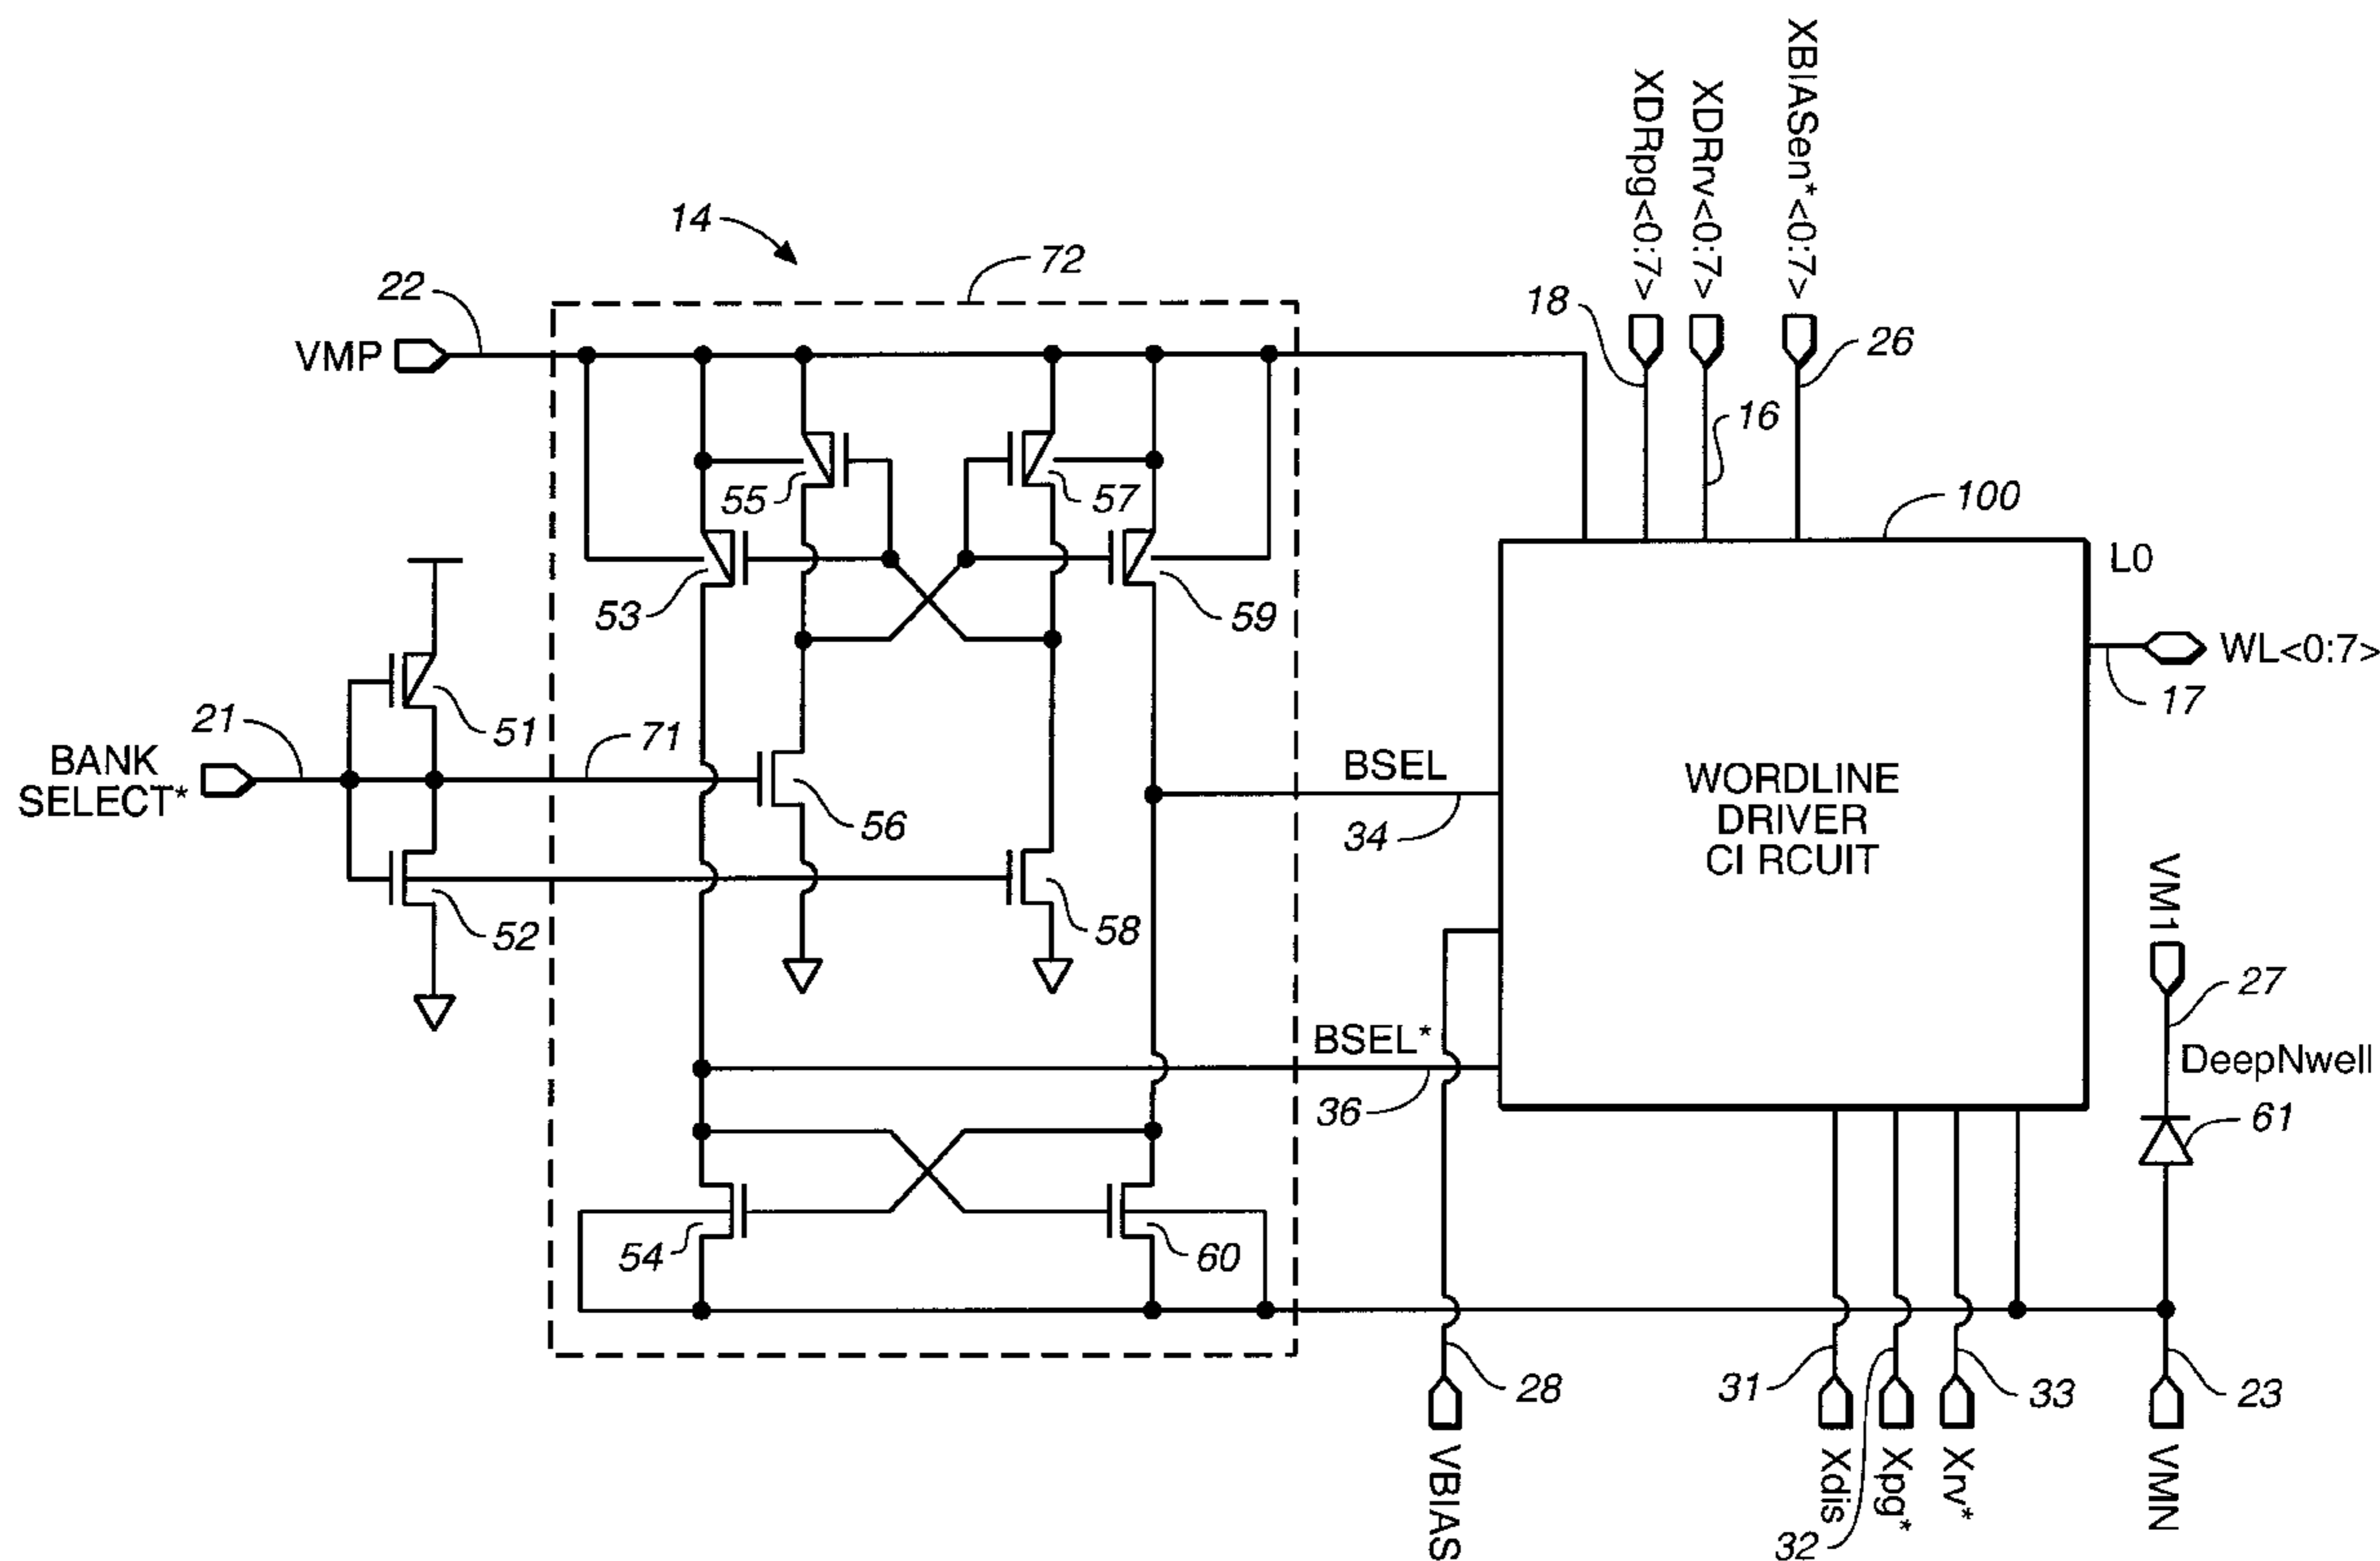 XDRpg<0:7>
XDRrv<0:7>
XBIASen*<0:7>
14
72
22
VMP
18
16
26
55
57
100
L0
53
59
WL<0:7>
17
21
51
71
BANK
SELECT*
BSEL
34
WORDLINE
DRIVER
CI RCUIT
56
52
58
VM1
27
DeepNwell
BSEL*
36
61
54
60
28
31
32
33
23
VBIAS
Xdis
Xpg*
Xrv*
VMN